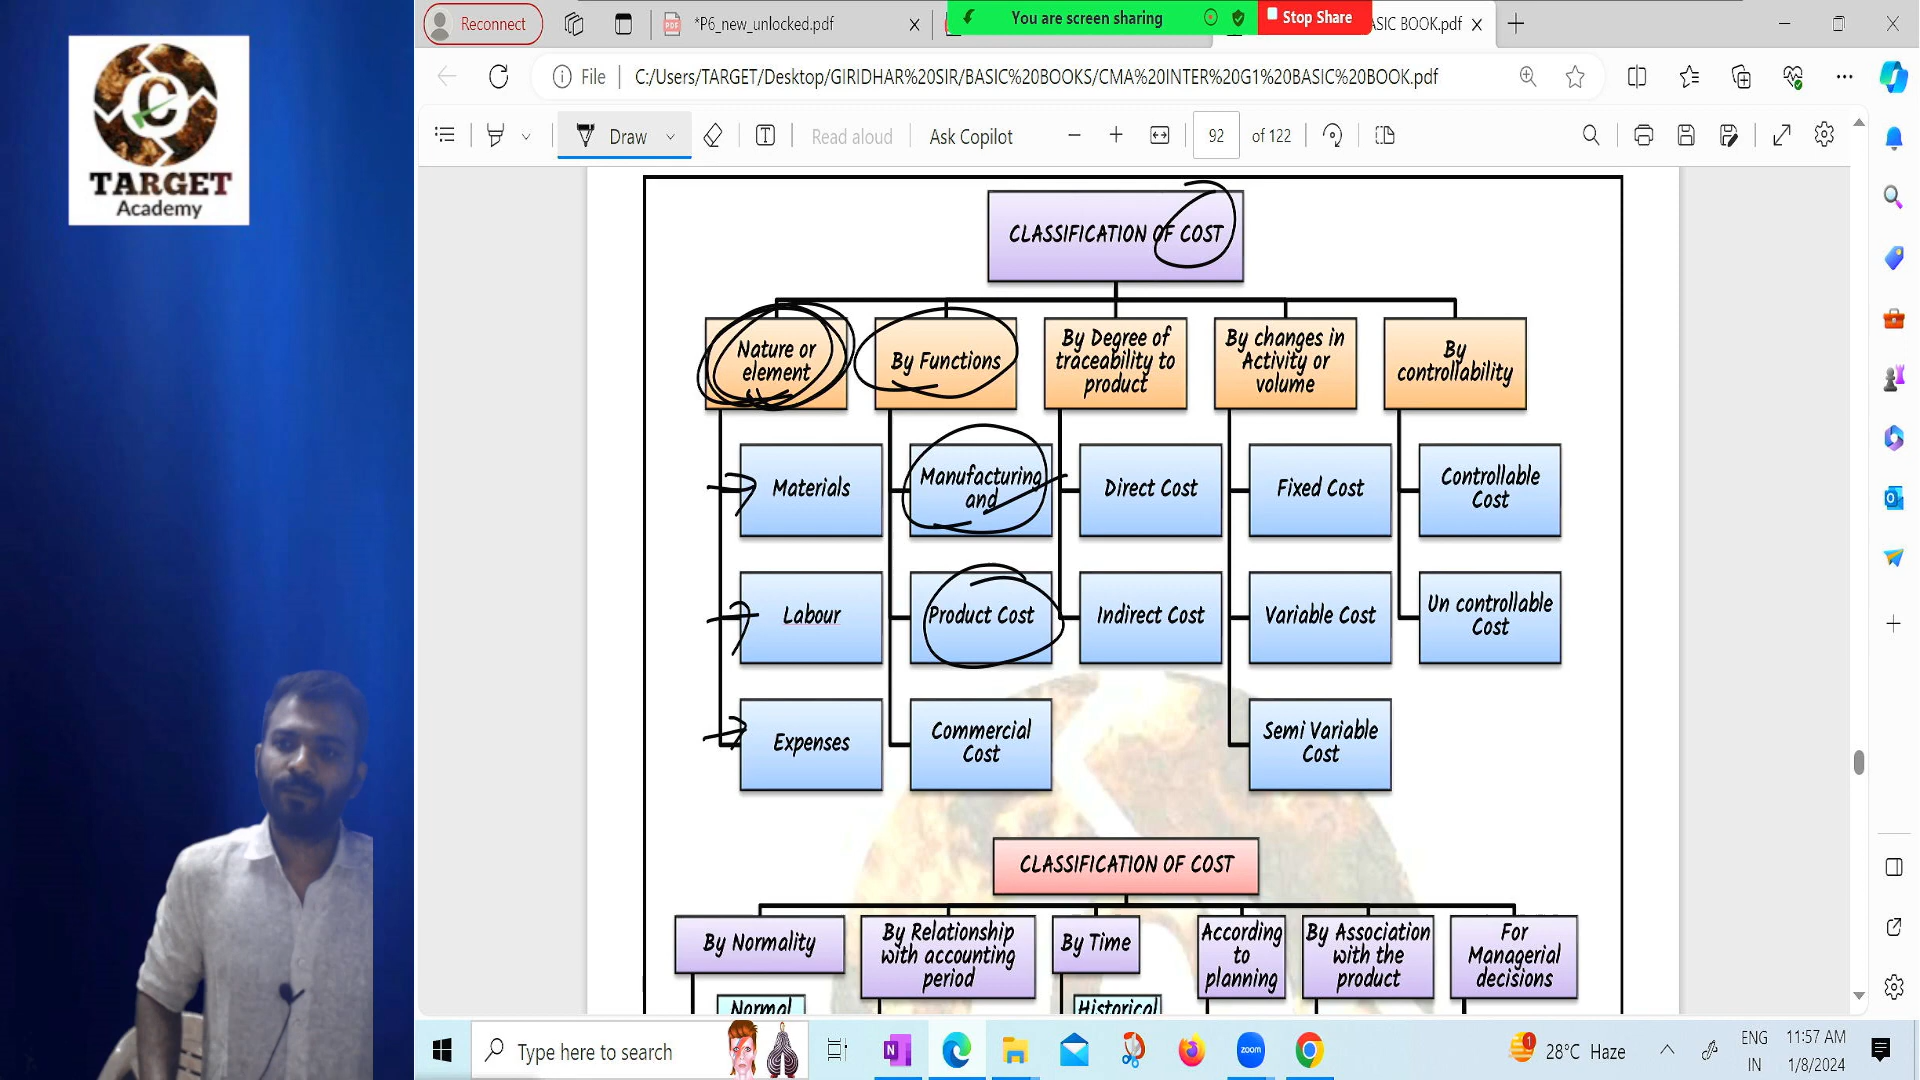 TARGET
Academy
Reconnect
*P6_new_unlocked.pdf
You are screen sharing
Stop Share
ASIC BOOK.pdf
File
C:/Users/TARGET/Desktop/GIRIDHAR%20SIR/BASIC%20BOOKS/CMA%20INTER%20G1%20BASIC%20BOOK.pdf
Draw
Read aloud
Ask Copilot
92
of 122
CLASSIFICATION OF COST
Nature or
element
By Functions
By Degree of
traceability to
product
By changes in
Activity or
volume
By
controllability
Materials
Manufacturing
and
Direct Cost
Fixed Cost
Controllable
Cost
Labour
Product Cost
Indirect Cost
Variable Cost
Un controllable
Cost
Expenses
Commercial
Cost
Semi Variable
Cost
CLASSIFICATION OF COST
By Normality
By Relationship
with accounting
period
By Time
According
to
planning
By Association
with the
product
For
Managerial
decisions
Normal
Historical
Type here to search
zoom
1
28°C Haze
ENG
IN
11:57 AM
1/8/2024